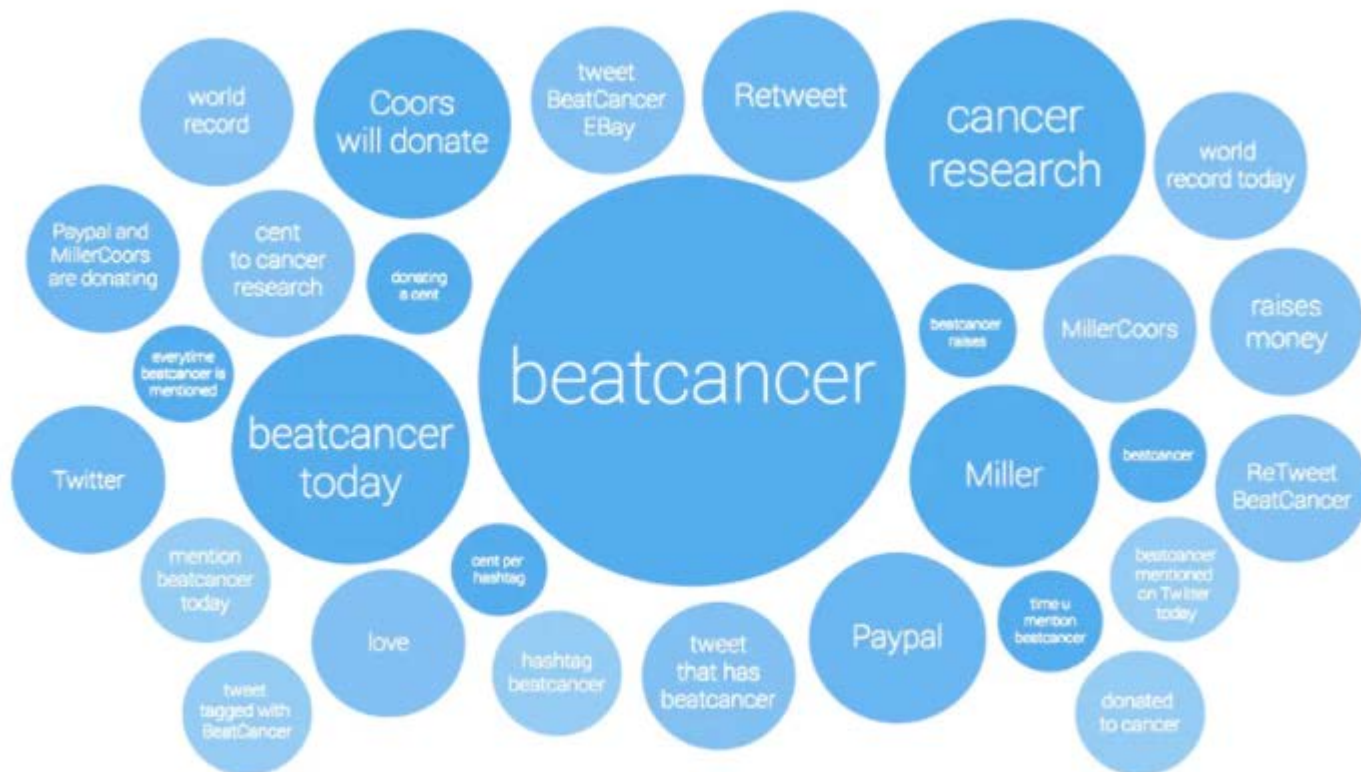 world
record
Coors
will donate
tweet
BeatCancer
EBay
Retweet
cancer
research
world
record today
Paypal and
MillerCoors
are donating
cent
to cancer
research
donating
a cent
beatcancer
beatcancer
raises
MillerCoors
raises
money
everytime
beatcancer is
mentioned
beatcancer
today
Miller
beatcancer
ReTweet
BeatCancer
Twitter
mention
beatcancer
today
cent per
hashtag
love
hashtag
beatcancer
tweet
that has
beatcancer
Paypal
time u
mention
beatcancer
beatcancer
mentioned
on Twitter
today
tweet
tagged with
BeatCancer
donated
to cancer